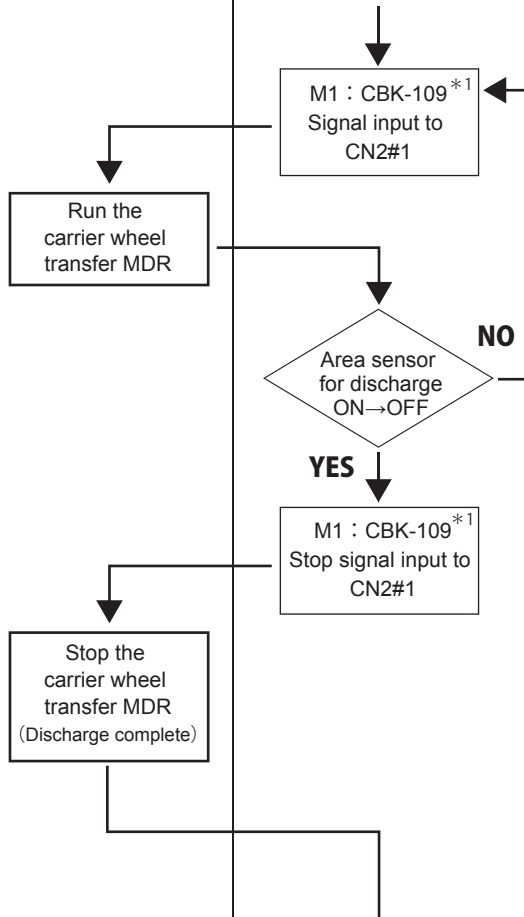 M1：CBK-109＊1
Signal input to
CN2#1
Run the
carrier wheel
transfer MDR
Area sensor
for discharge
ON→OFF
NO
YES
M1：CBK-109＊1
Stop signal input to
CN2#1
Stop the
carrier wheel
transfer MDR
（Discharge complete）